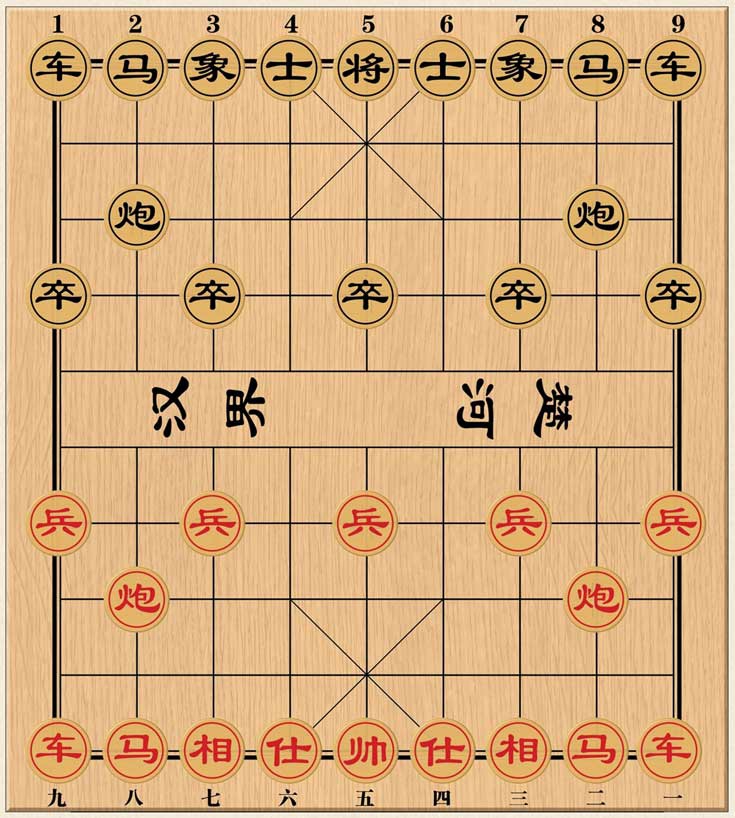 1 2 3 4 5 6 7 8 9
车 马 象 士 将 士 象 马 车
炮 炮
卒 卒 卒 卒 卒
汉 界 河 楚
兵 兵 兵 兵 兵
炮 炮
车 马 相 仕 帅 仕 相 马 车
九 八 七 六 五 四 三 二 一